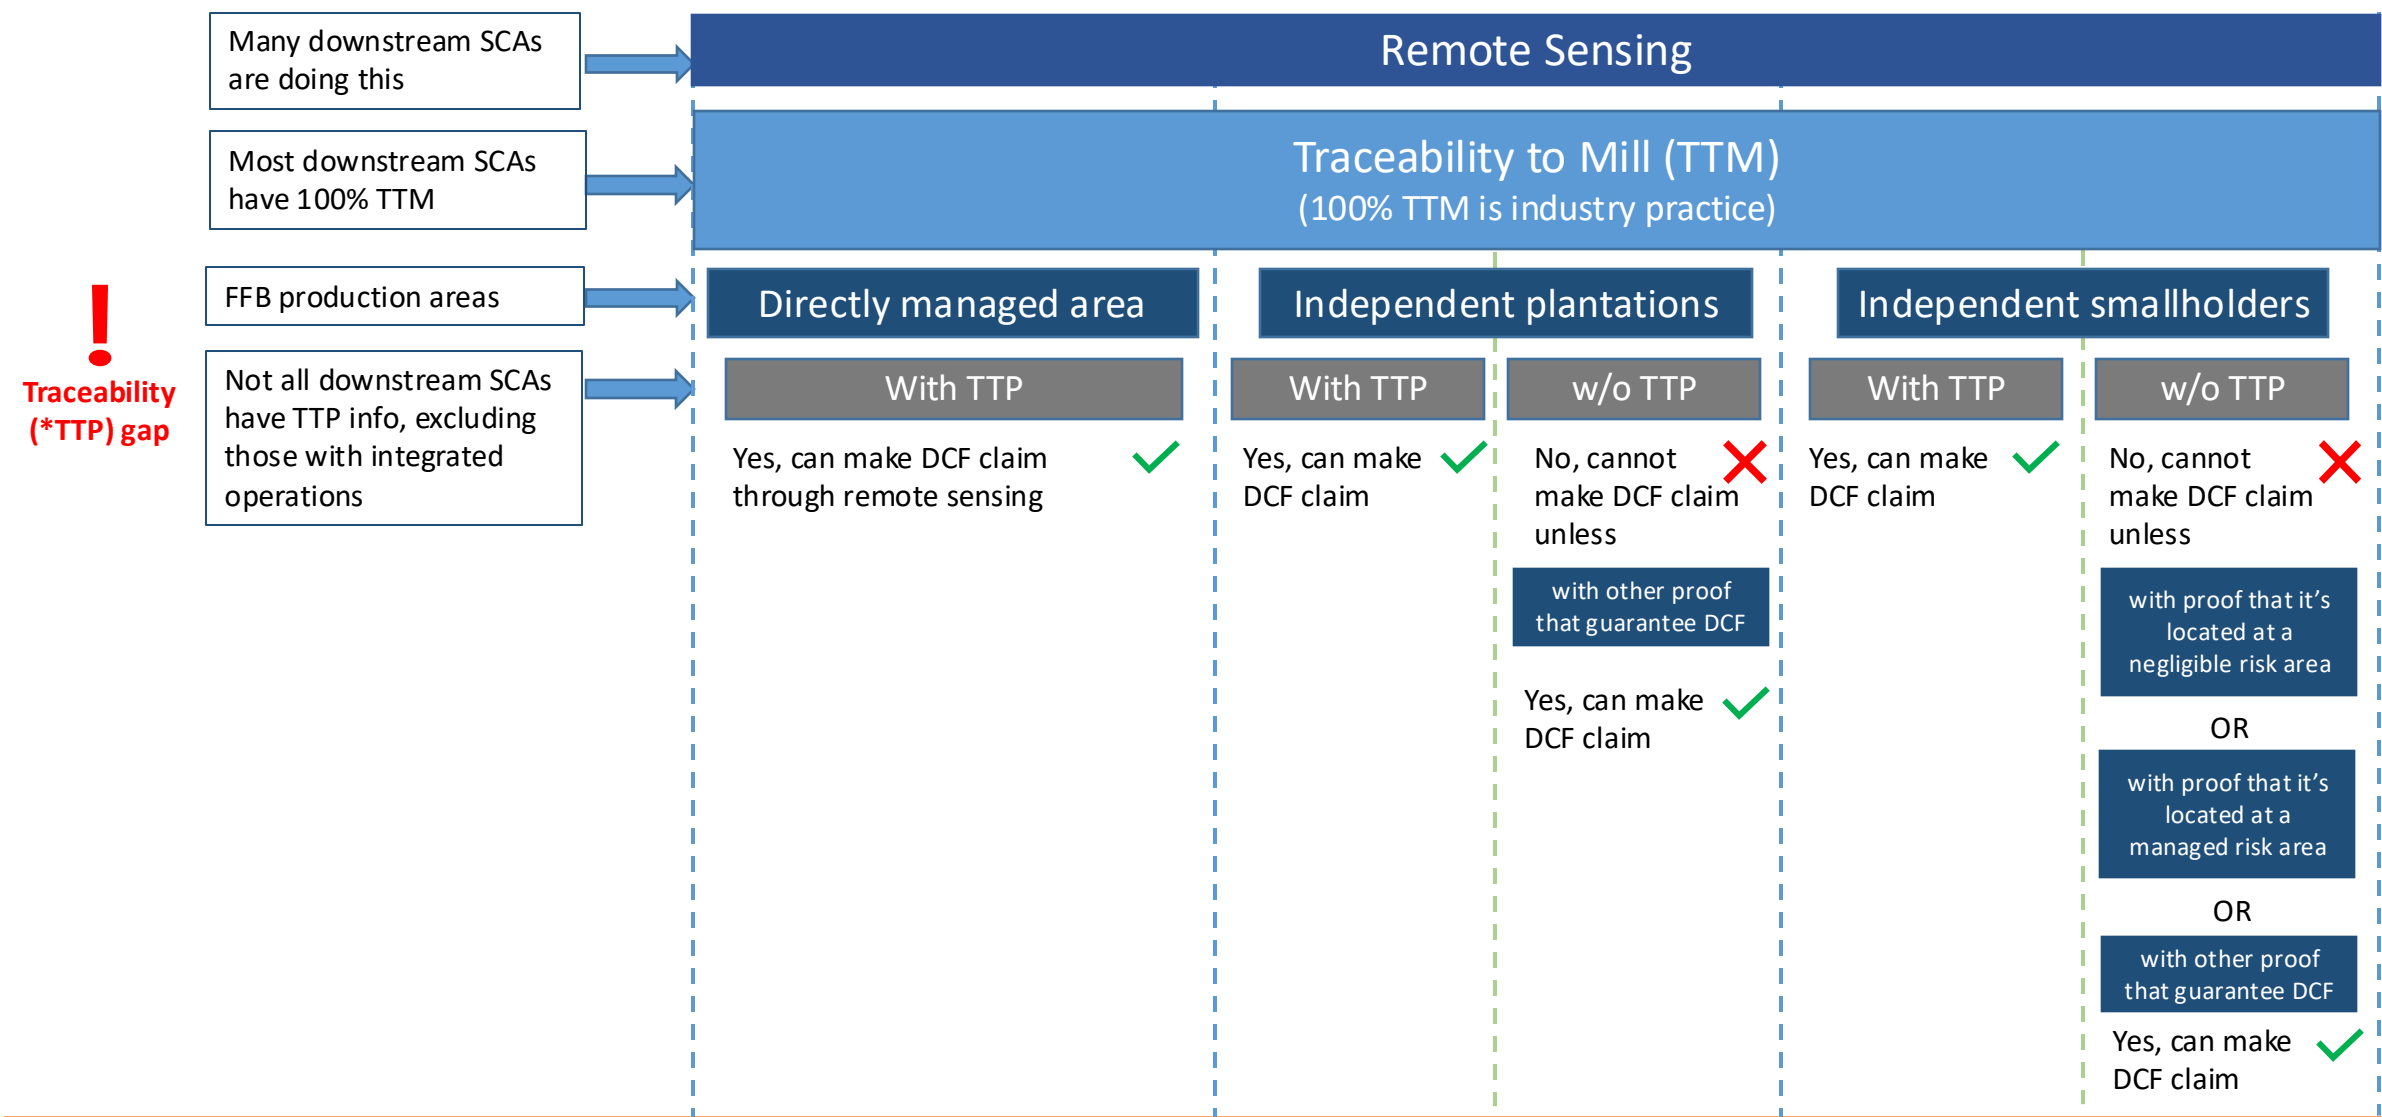 Many downstream SCAs
are doing this
Remote Sensing
Most downstream SCAs
have 100% TTM
Traceability to Mill (TTM)
(100% TTM is industry practice)
!
Traceability
(*TTP) gap
FFB production areas
Directly managed area
Independent plantations
Independent smallholders
Not all downstream SCAs
have TTP info, excluding
those with integrated
operations
With TTP
Yes, can make DCF claim
through remote sensing
With TTP
Yes, can make
DCF claim
w/o TTP
No, cannot
make DCF claim
unless
with other proof
that guarantee DCF
Yes, can make
DCF claim
With TTP
Yes, can make
DCF claim
w/o TTP
No, cannot
make DCF claim
unless
with proof that it’s
located at a
negligible risk area
OR
with proof that it’s
located at a
managed risk area
OR
with other proof
that guarantee DCF
Yes, can make
DCF claim